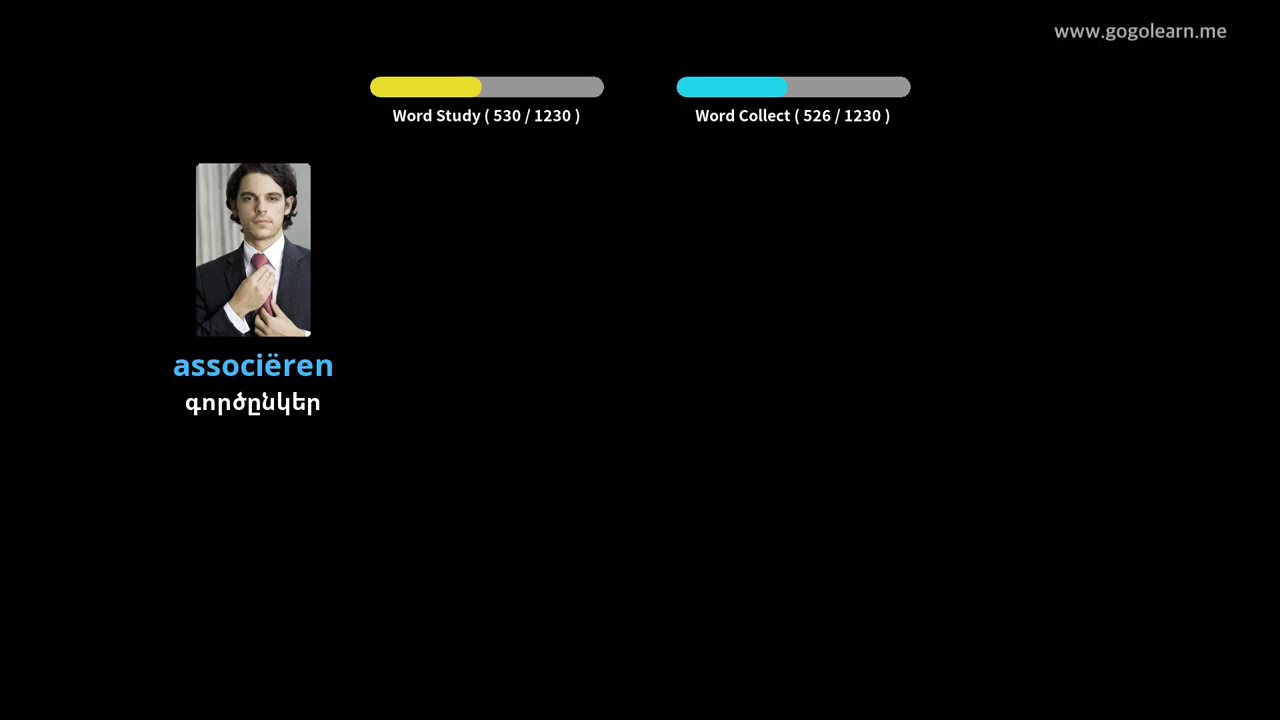 www.gogolearn.me
Word Study ( 530 / 1230 )
Word Collect ( 526 / 1230 )
associëren
գործընկեր